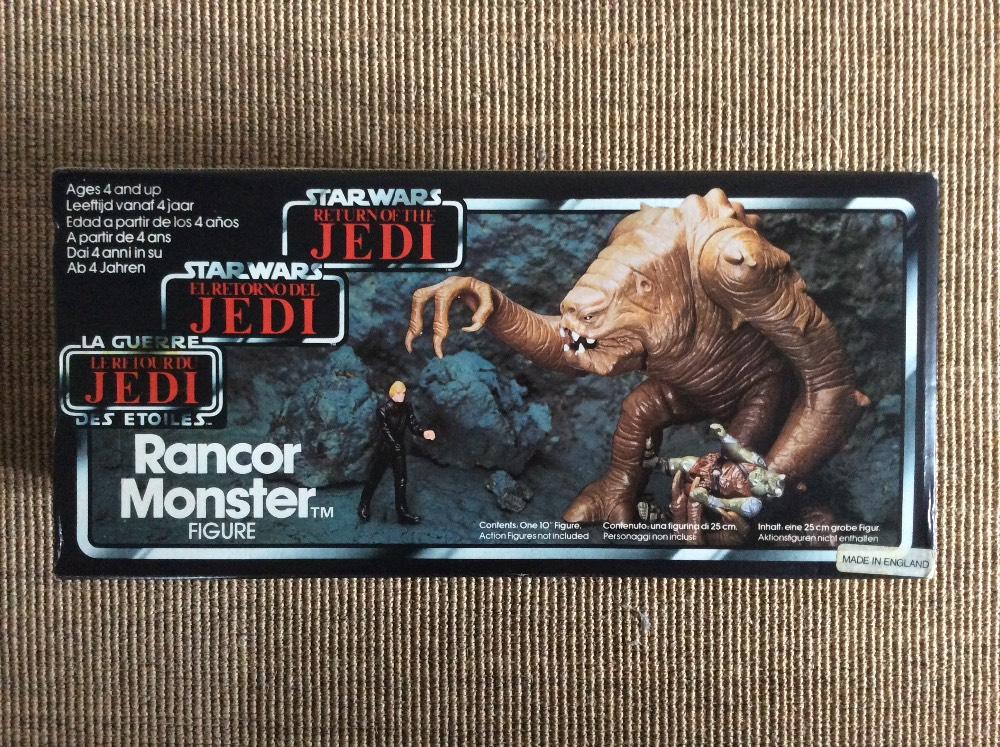 Ages 4 and up
Leeftijd vanaf 4 jaar
Edad a partir de los 4 años
A partir de 4 ans
Dai 4 anni in su
Ab 4 Jahren
STAR WARS
RETURN OF THE
JEDI
STAR WARS
EL RETORNO DEL
JEDI
LA GUERRE
LE RETOUR DU
JEDI
DES ETOILES
Rancor
Monster TM
FIGURE
Contents: One 10" Figure.
Action Figures not included
Contenuto: una figurina di 25 cm.
Personaggi non inclusi
Inhalt: eine 25 cm grobe Figur.
Aktionsfiguren nicht enthalten
MADE IN ENGLAND